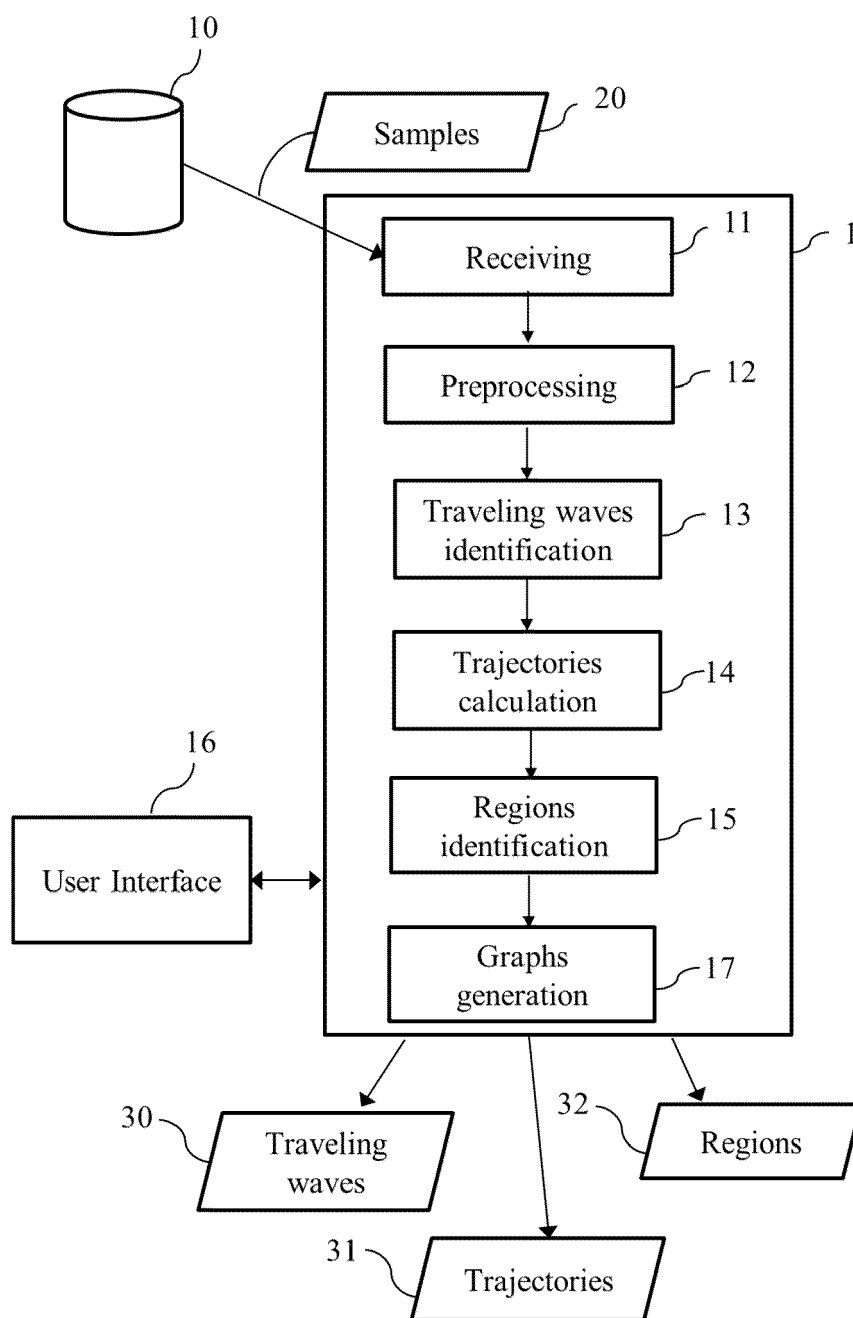 10
20
Samples
1
11
Receiving
12
Preprocessing
Traveling waves
identification
13
Trajectories
calculation
14
16
User Interface
Regions
identification
15
Graphs
generation
17
30
Traveling
waves
32
Regions
31
Trajectories